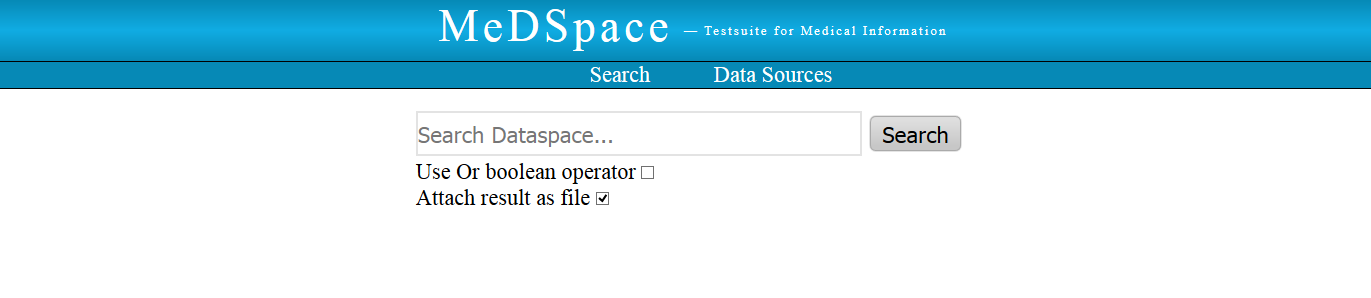 MeDSpace — Testsuite for Medical Information
Search Data Sources
Search Dataspace... Search
Use Or boolean operator
Attach result as file